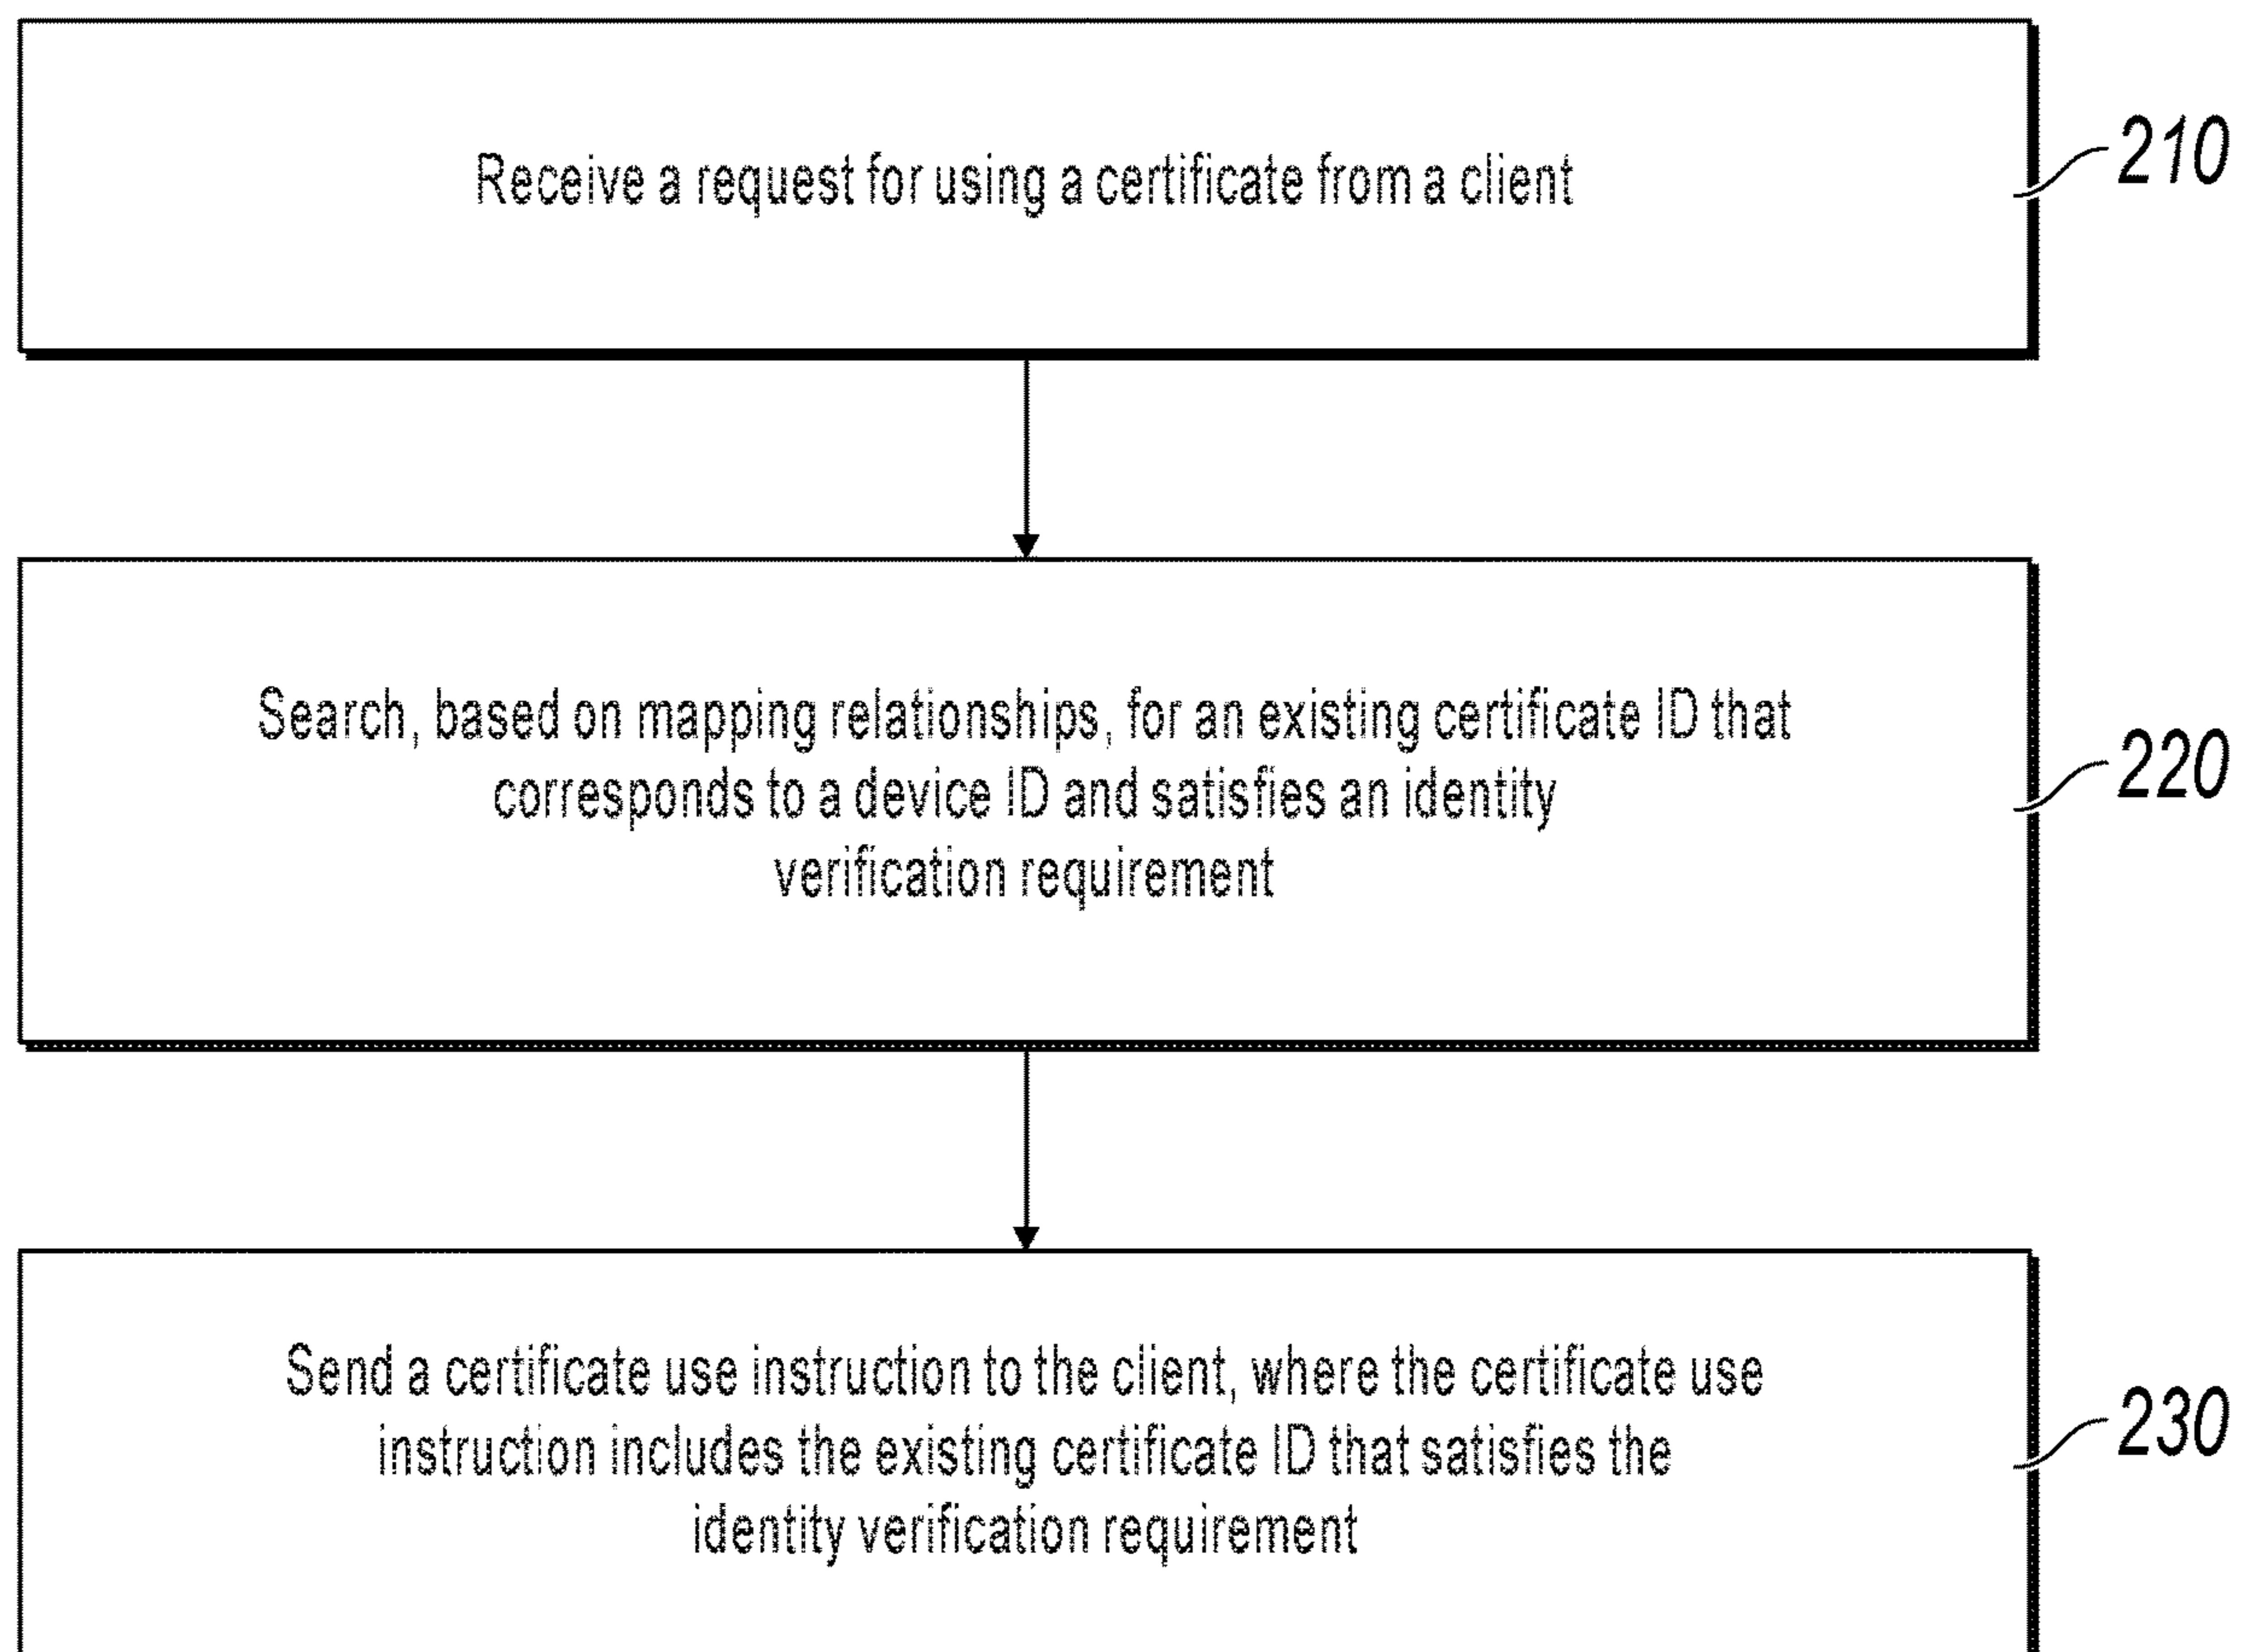 Receive a request for using a certificate from a client
210
Search, based on mapping relationships, for an existing certificate ID that
corresponds to a device ID and satisfies an identity
verification requirement
220
Send a certificate use instruction to the client, where the certificate use
instruction includes the existing certificate ID that satisfies the
identity verification requirement
230